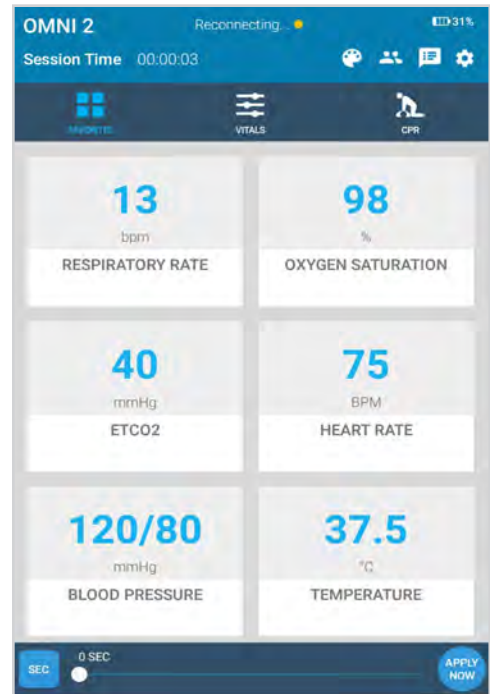 OMNI 2 Reconnecting. . 31%
Session Time 00:00:03
FAVORITES VITALS CPR
13 98
bpm %
RESPIRATORY RATE OXYGEN SATURATION
40 75
mmHg BPM
ETCO2 HEART RATE
120/80 37.5
mmHg °C
BLOOD PRESSURE TEMPERATURE
0 SEC
SEC APPLY
NOW